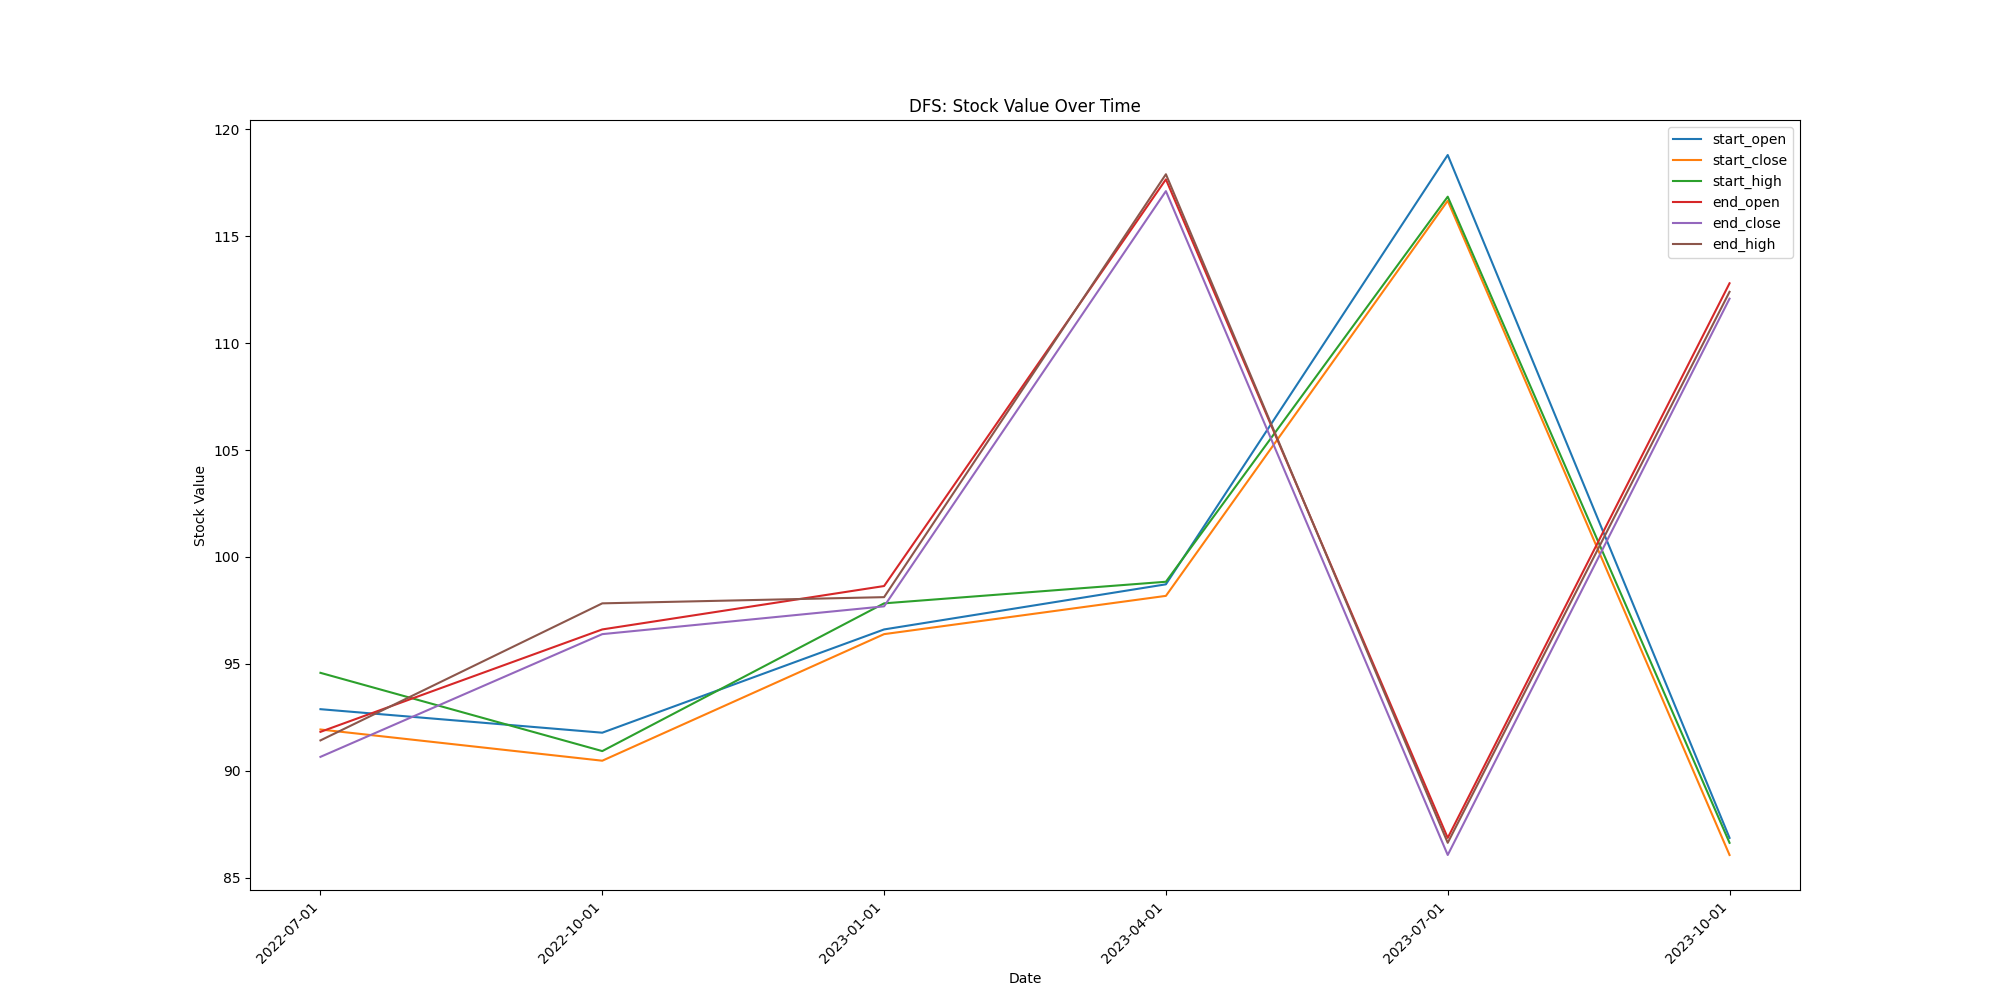 DFS: Stock Value Over Time
120
115
110
105
100
95
90
85
Stock Value
start_open
start_close
start_high
end_open
end_close
end_high
2022-07-01
2022-10-01
2023-01-01
2023-04-01
2023-07-01
2023-10-01
Date